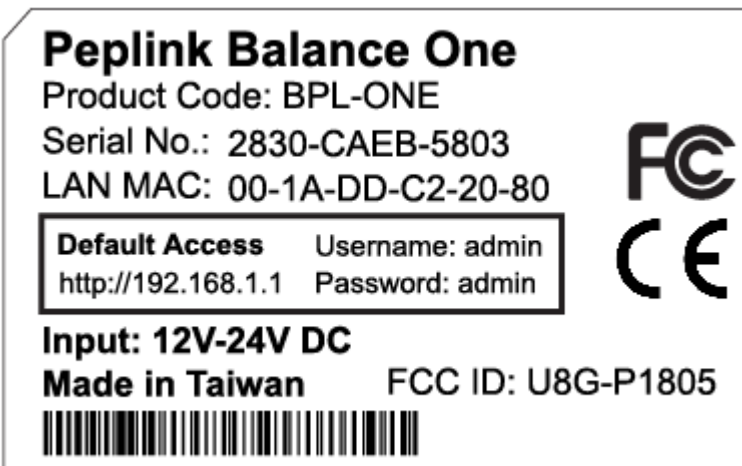 Peplink Balance One
Product Code: BPL-ONE
Serial No.: 2830-CAEB-5803
LAN MAC: 00-1A-DD-C2-20-80
FC
CE
Default Access Username: admin
http://192.168.1.1 Password: admin
Input: 12V-24V DC
Made in Taiwan FCC ID: U8G-P1805